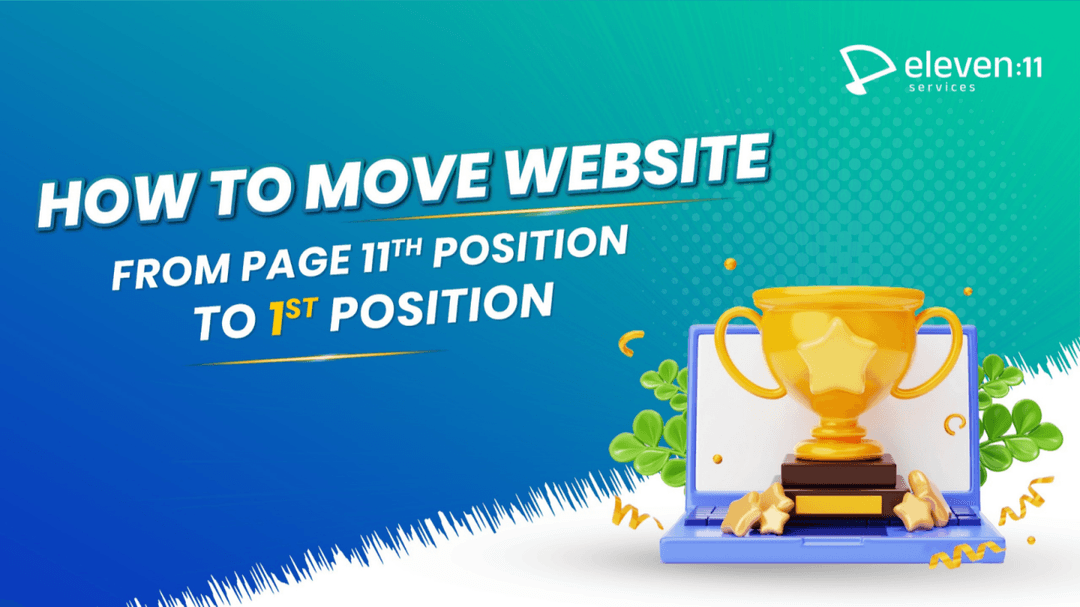 eleven:11
services
HOW TO MOVE WEBSITE
FROM PAGE 11TH POSITION
TO 1ST POSITION